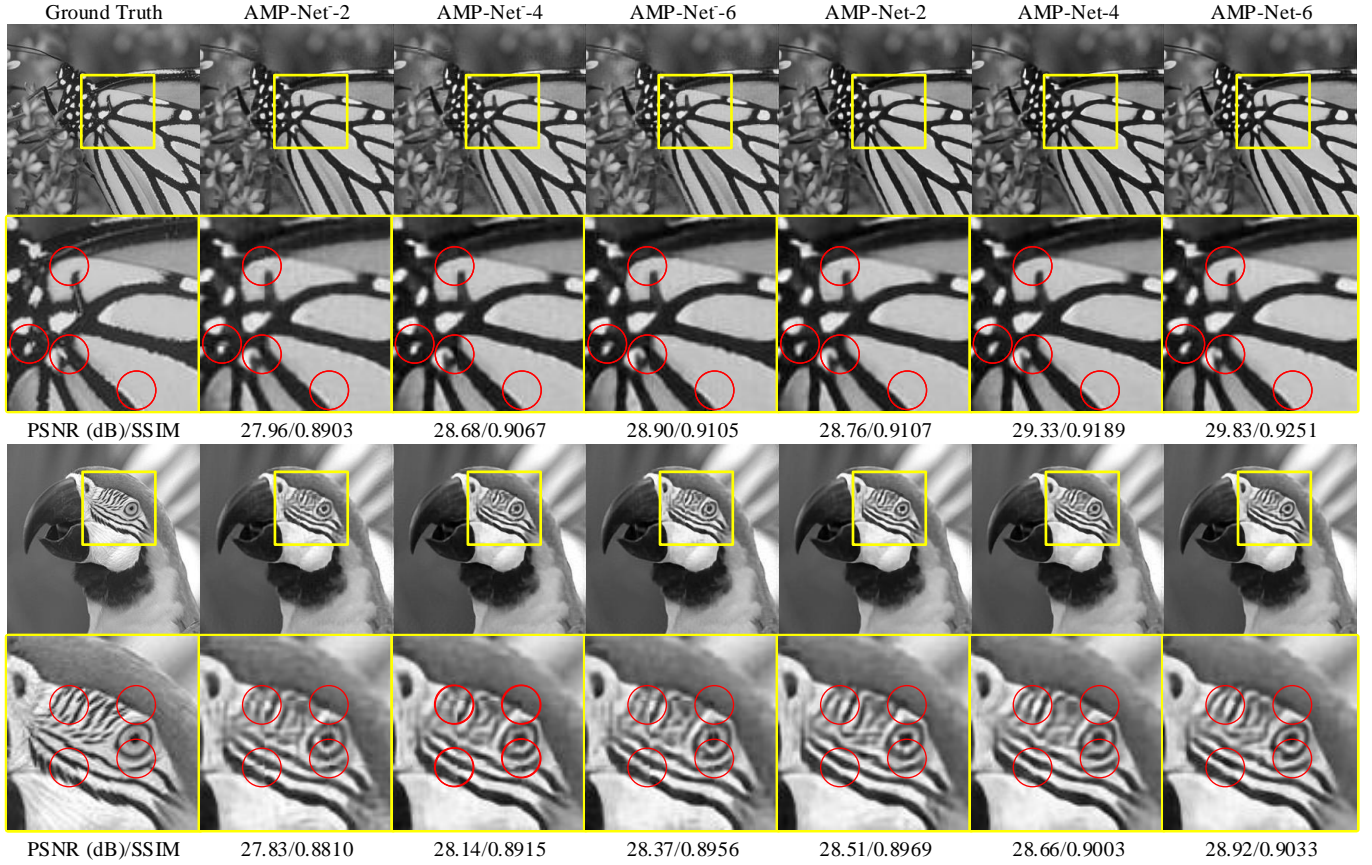 Ground Truth AMP-Net⁻-2 AMP-Net⁻-4 AMP-Net⁻-6 AMP-Net-2 AMP-Net-4 AMP-Net-6
PSNR (dB)/SSIM 27.96/0.8903 28.68/0.9067 28.90/0.9105 28.76/0.9107 29.33/0.9189 29.83/0.9251
PSNR (dB)/SSIM 27.83/0.8810 28.14/0.8915 28.37/0.8956 28.51/0.8969 28.66/0.9003 28.92/0.9033